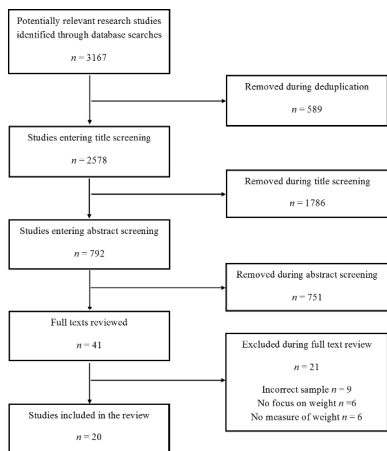 Potentially relevant research studies
identified through database searches
n = 3167
Removed during deduplication
n = 589
Studies entering title screening
n = 2578
Removed during title screening
n = 1786
Studies entering abstract screening
n = 792
Removed during abstract screening
n = 751
Full texts reviewed
n = 41
Excluded during full text review
n = 21
Incorrect sample n = 9
No focus on weight n =6
No measure of weight n = 6
Studies included in the review
n = 20